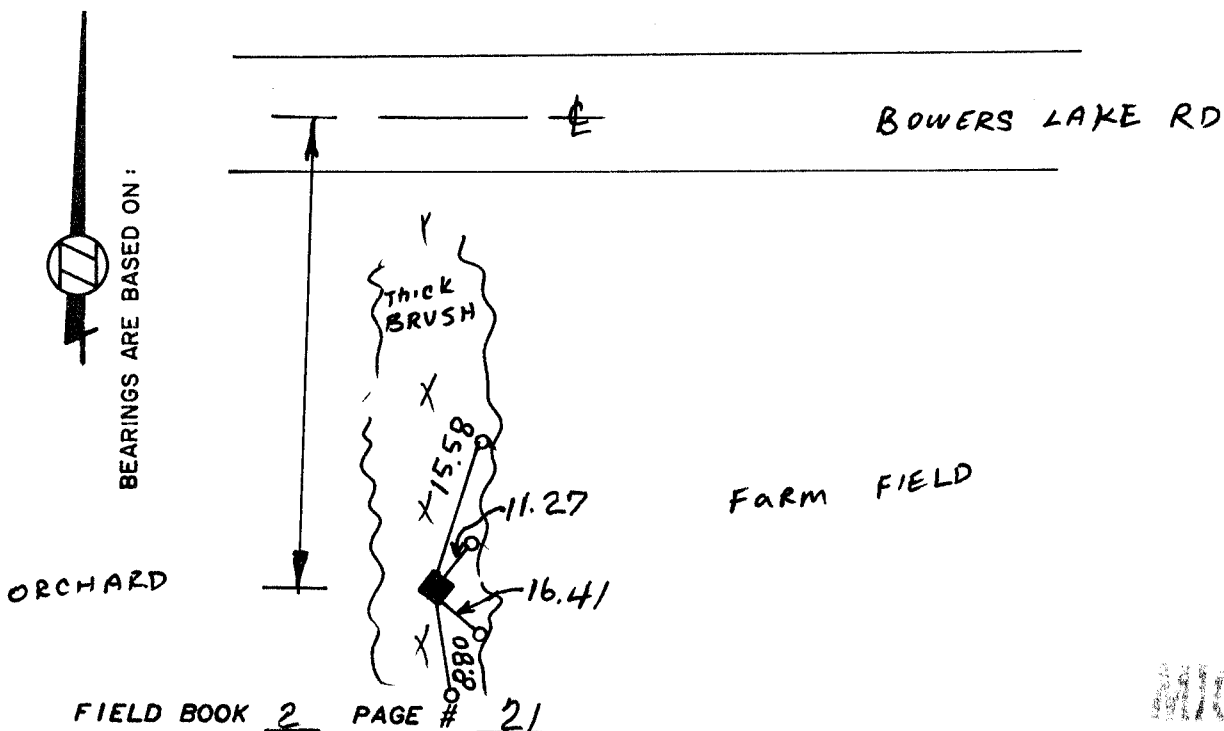 ℄ BOWERS LAKE RD
BEARINGS ARE BASED ON:
Thick
BRUSH
15.58
11.27
FARM FIELD
ORCHARD
16.41
8.80
FIELD BOOK 2 PAGE # 21